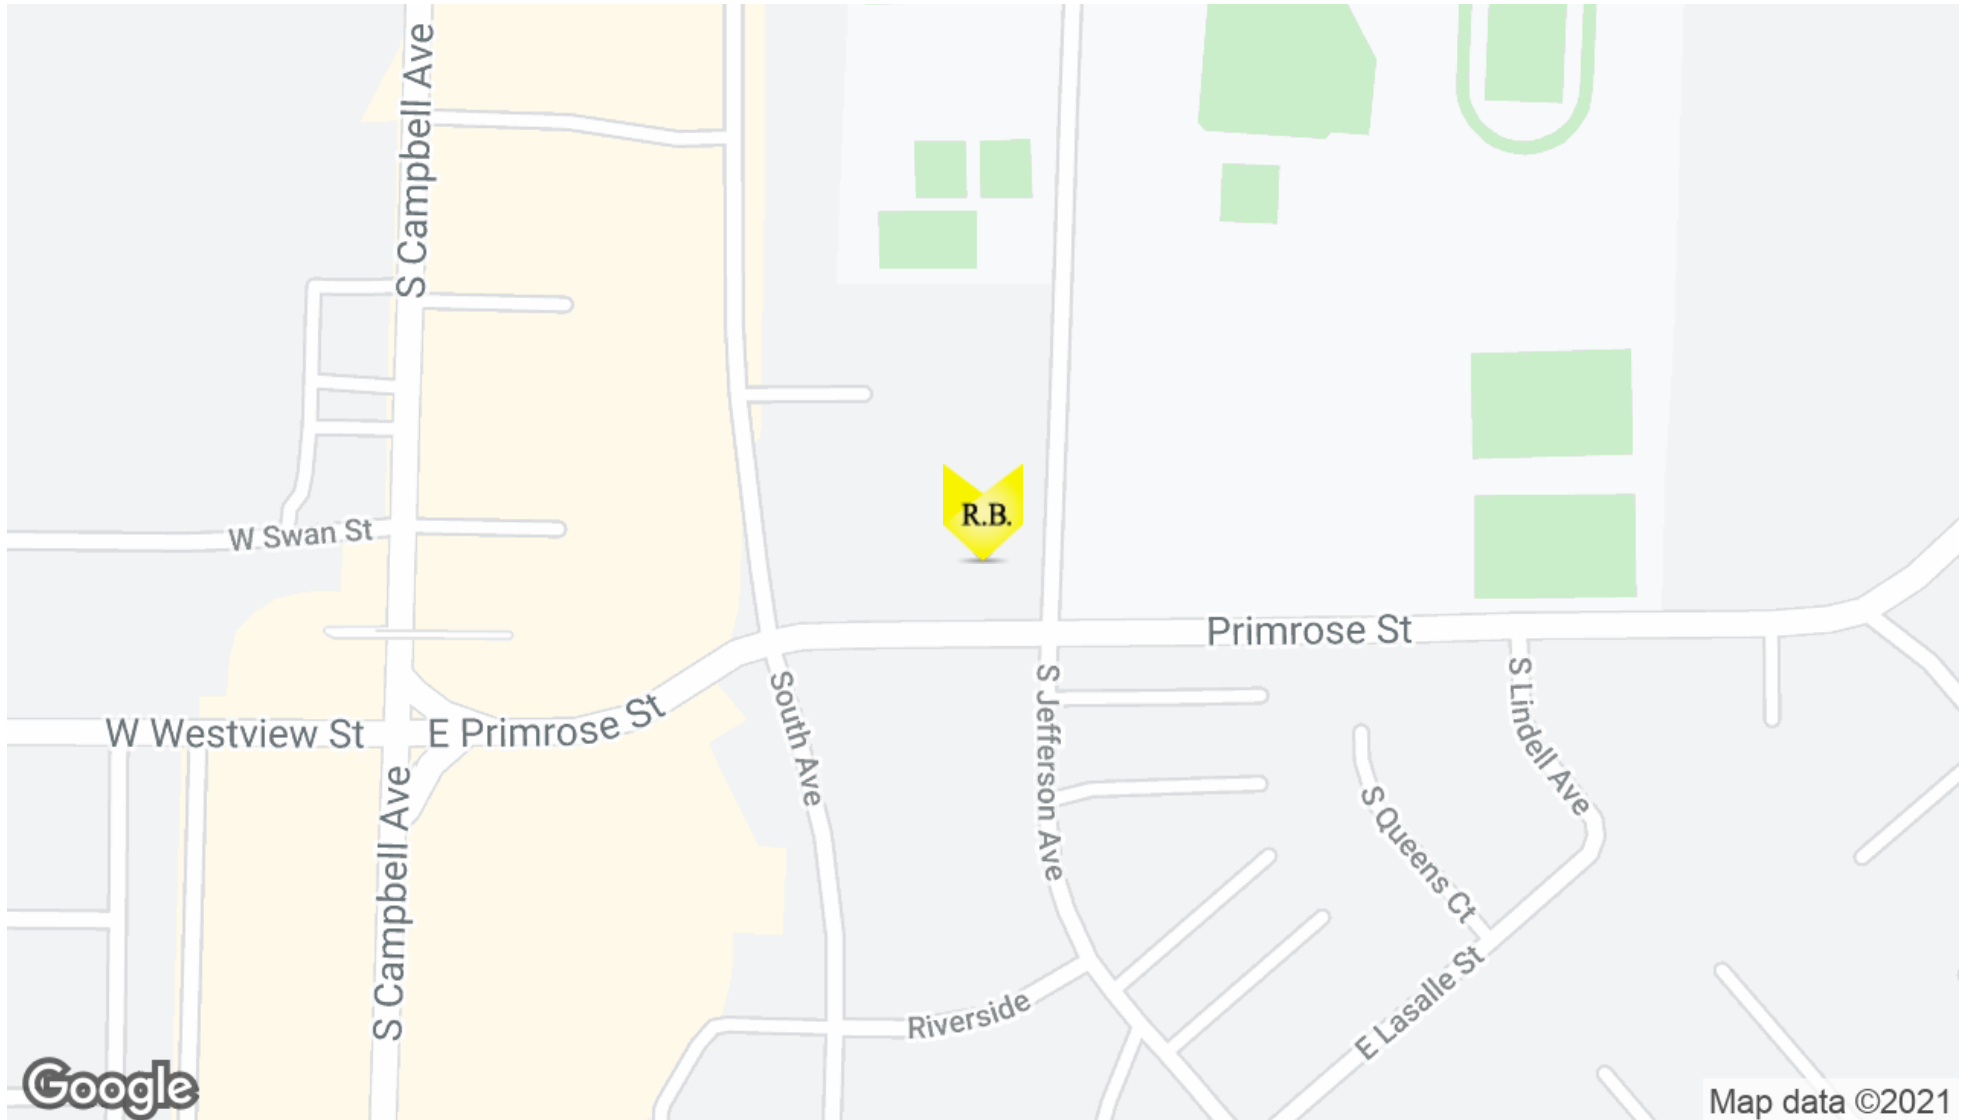 S Campbell Ave
W Swan St
R.B.
Primrose St
W Westview St
E Primrose St
South Ave
S Jefferson Ave
S Lindell Ave
S Queens Ct
S Campbell Ave
Riverside
E Lasalle St
Google
Map data ©2021